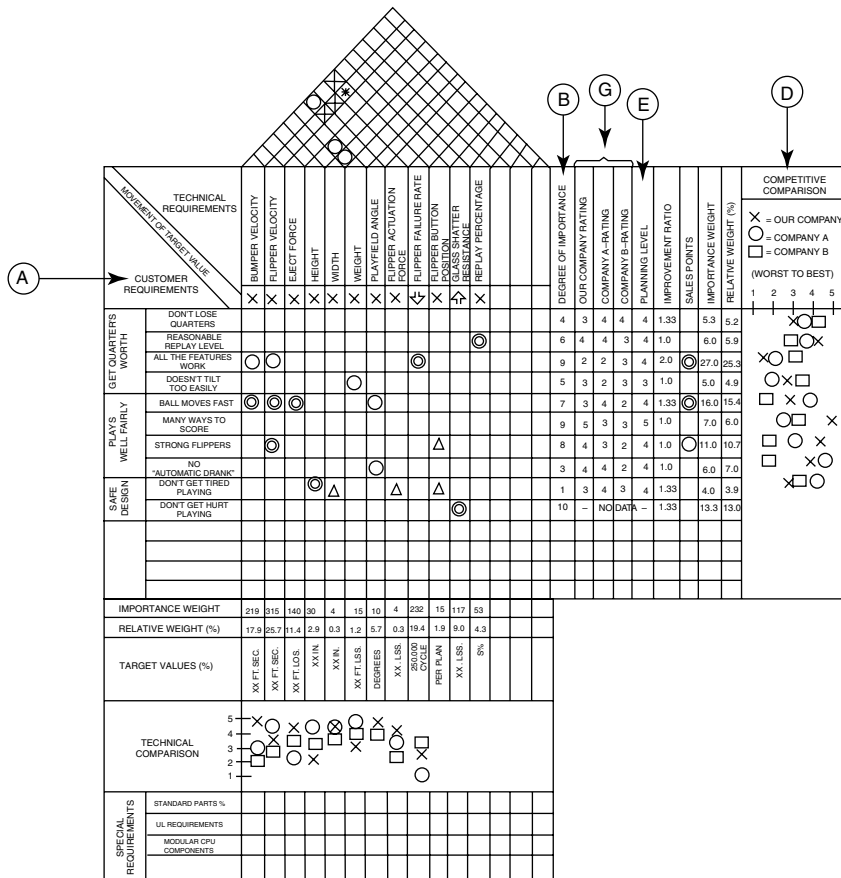 B
G
E
D
A
MOVEMENT OF TARGET VALUE
TECHNICAL
REQUIREMENTS
CUSTOMER
REQUIREMENTS
BUMPER VELOCITY
FLIPPER VELOCITY
EJECT FORCE
HEIGHT
WIDTH
WEIGHT
PLAYFIELD ANGLE
FLIPPER ACTUATION
FORCE
FLIPPER FAILURE RATE
FLIPPER BUTTON
POSITION
GLASS SHATTER
RESISTANCE
REPLAY PERCENTAGE
DEGREE OF IMPORTANCE
OUR COMPANY RATING
COMPANY A–RATING
COMPANY B–RATING
PLANNING LEVEL
IMPROVEMENT RATIO
SALES POINTS
IMPORTANCE WEIGHT
RELATIVE WEIGHT (%)
COMPETITIVE
COMPARISON
= OUR COMPANY
= COMPANY A
= COMPANY B
(WORST TO BEST)
1 2 3 4 5
GET QUARTER'S
WORTH
DON'T LOSE
QUARTERS
4 3 4 4 4 1.33 5.3 5.2
REASONABLE
REPLAY LEVEL
6 4 4 3 4 1.0 6.0 5.9
ALL THE FEATURES
WORK
9 2 2 3 4 2.0 27.0 25.3
DOESN'T TILT
TOO EASILY
5 3 2 3 3 1.0 5.0 4.9
PLAYS
WELL FAIRLY
BALL MOVES FAST
7 3 4 2 4 1.33 16.0 15.4
MANY WAYS TO
SCORE
9 5 3 3 5 1.0 7.0 6.0
STRONG FLIPPERS
8 4 3 2 4 1.0 11.0 10.7
NO
"AUTOMATIC DRANK"
3 4 4 2 4 1.0 6.0 7.0
SAFE
DESIGN
DON'T GET TIRED
PLAYING
1 3 4 3 4 1.33 4.0 3.9
DON'T GET HURT
PLAYING
10 – NO DATA – 1.33 13.3 13.0
IMPORTANCE WEIGHT
219 315 140 30 4 15 10 4 232 15 117 53
RELATIVE WEIGHT (%)
17.9 25.7 11.4 2.9 0.3 1.2 5.7 0.3 19.4 1.9 9.0 4.3
TARGET VALUES (%)
XX FT. SEC.
XX FT. SEC.
XX FT. LOS.
XX IN.
XX IN.
XX FT. LSS.
DEGREES
XX . LSS.
250.000
CYCLE
PER PLAN
XX. LSS.
S%
TECHNICAL
COMPARISON
5
4
3
2
1
SPECIAL
REQUIREMENTS
STANDARD PARTS %
UL REQUIREMENTS
MODULAR CPU
COMPONENTS